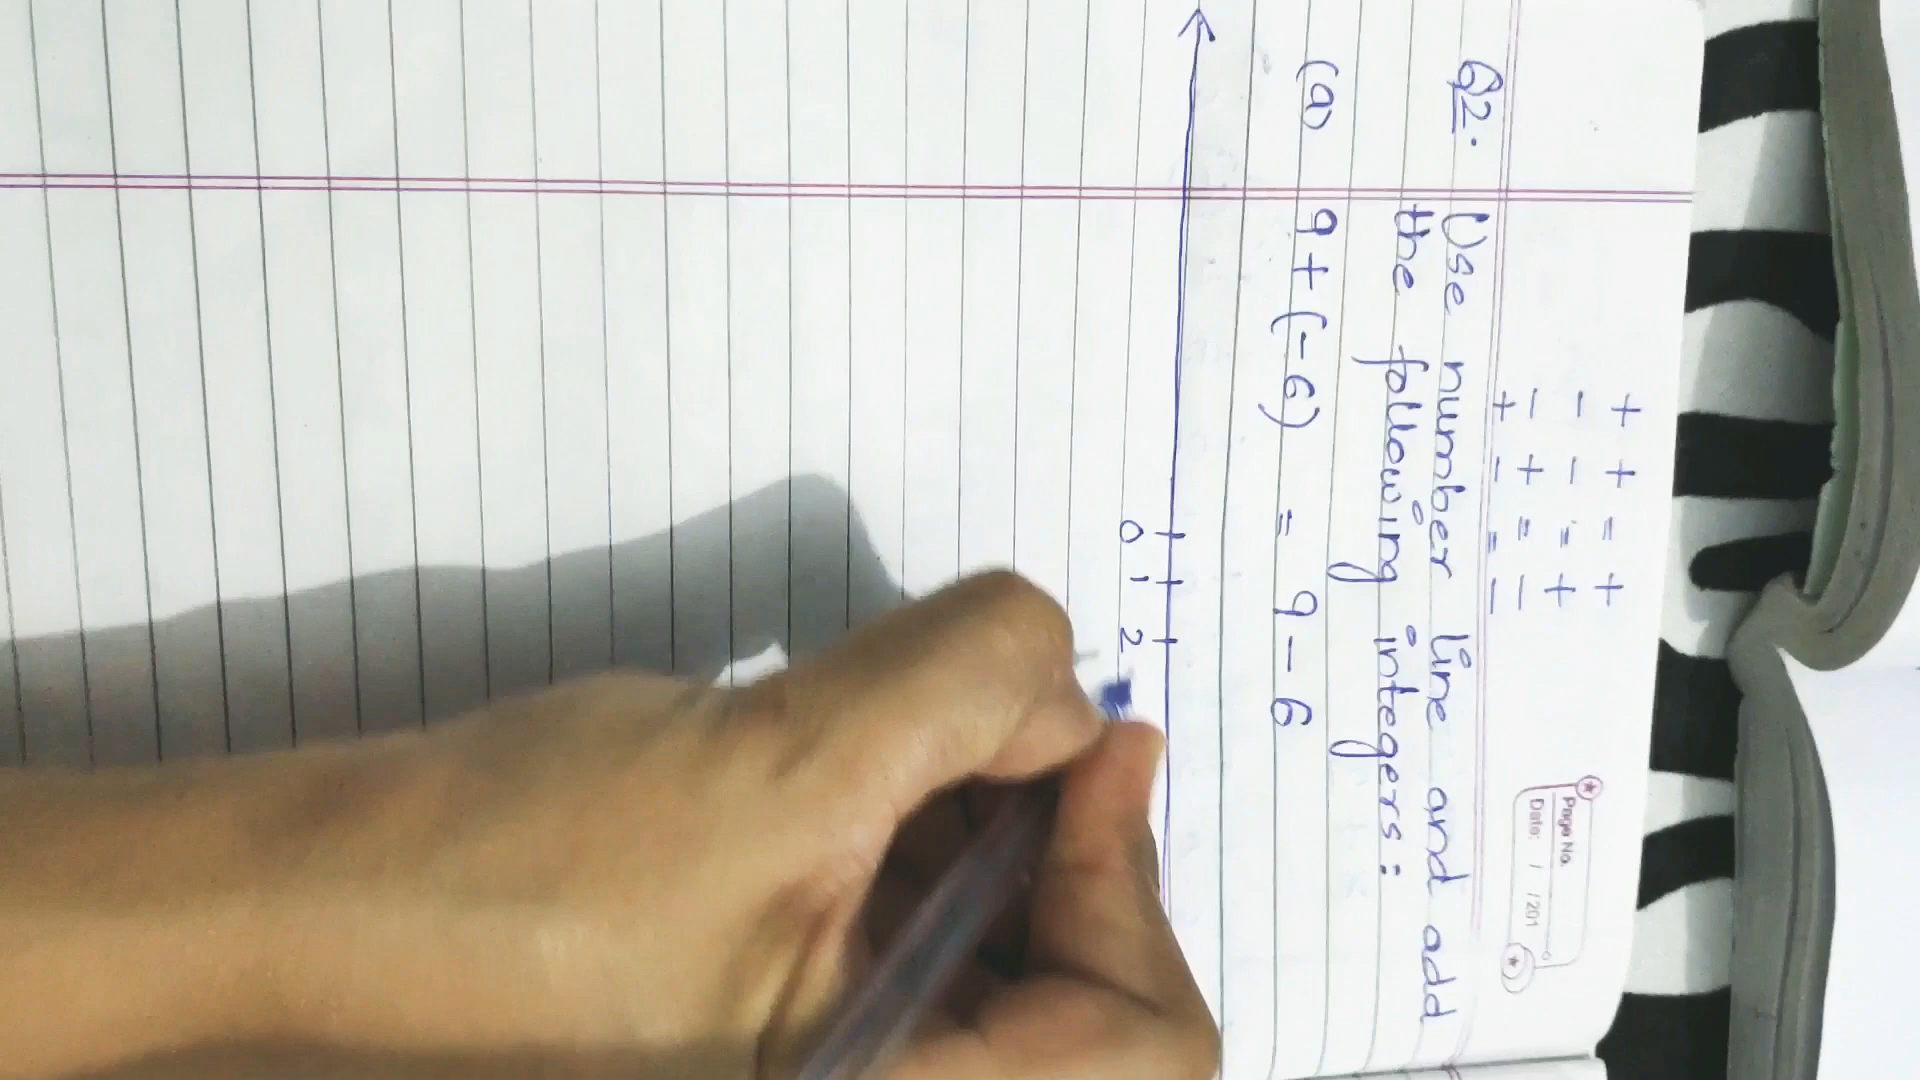 + + = +
- - = +
- + = -
+ - = -
Page No.
Date: / /201
Q2. Use number line and add
the following integers:
(a) 9 + (-6) = 9 - 6
0 1 2